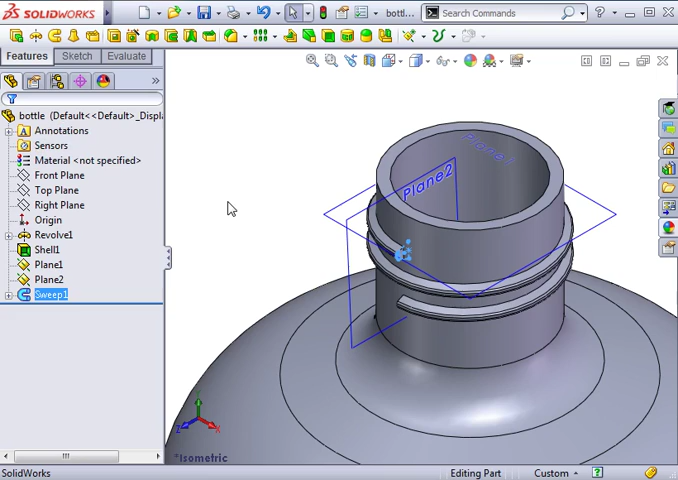 SOLIDWORKS
bottl...
Search Commands
Features
Sketch
Evaluate
bottle (Default<<Default>_Displa
Annotations
Sensors
Material <not specified>
Front Plane
Top Plane
Right Plane
Origin
Revolve1
Shell1
Plane1
Plane2
Sweep1
Plane1
Plane2
Z
X
*Isometric
SolidWorks
Editing Part
Custom